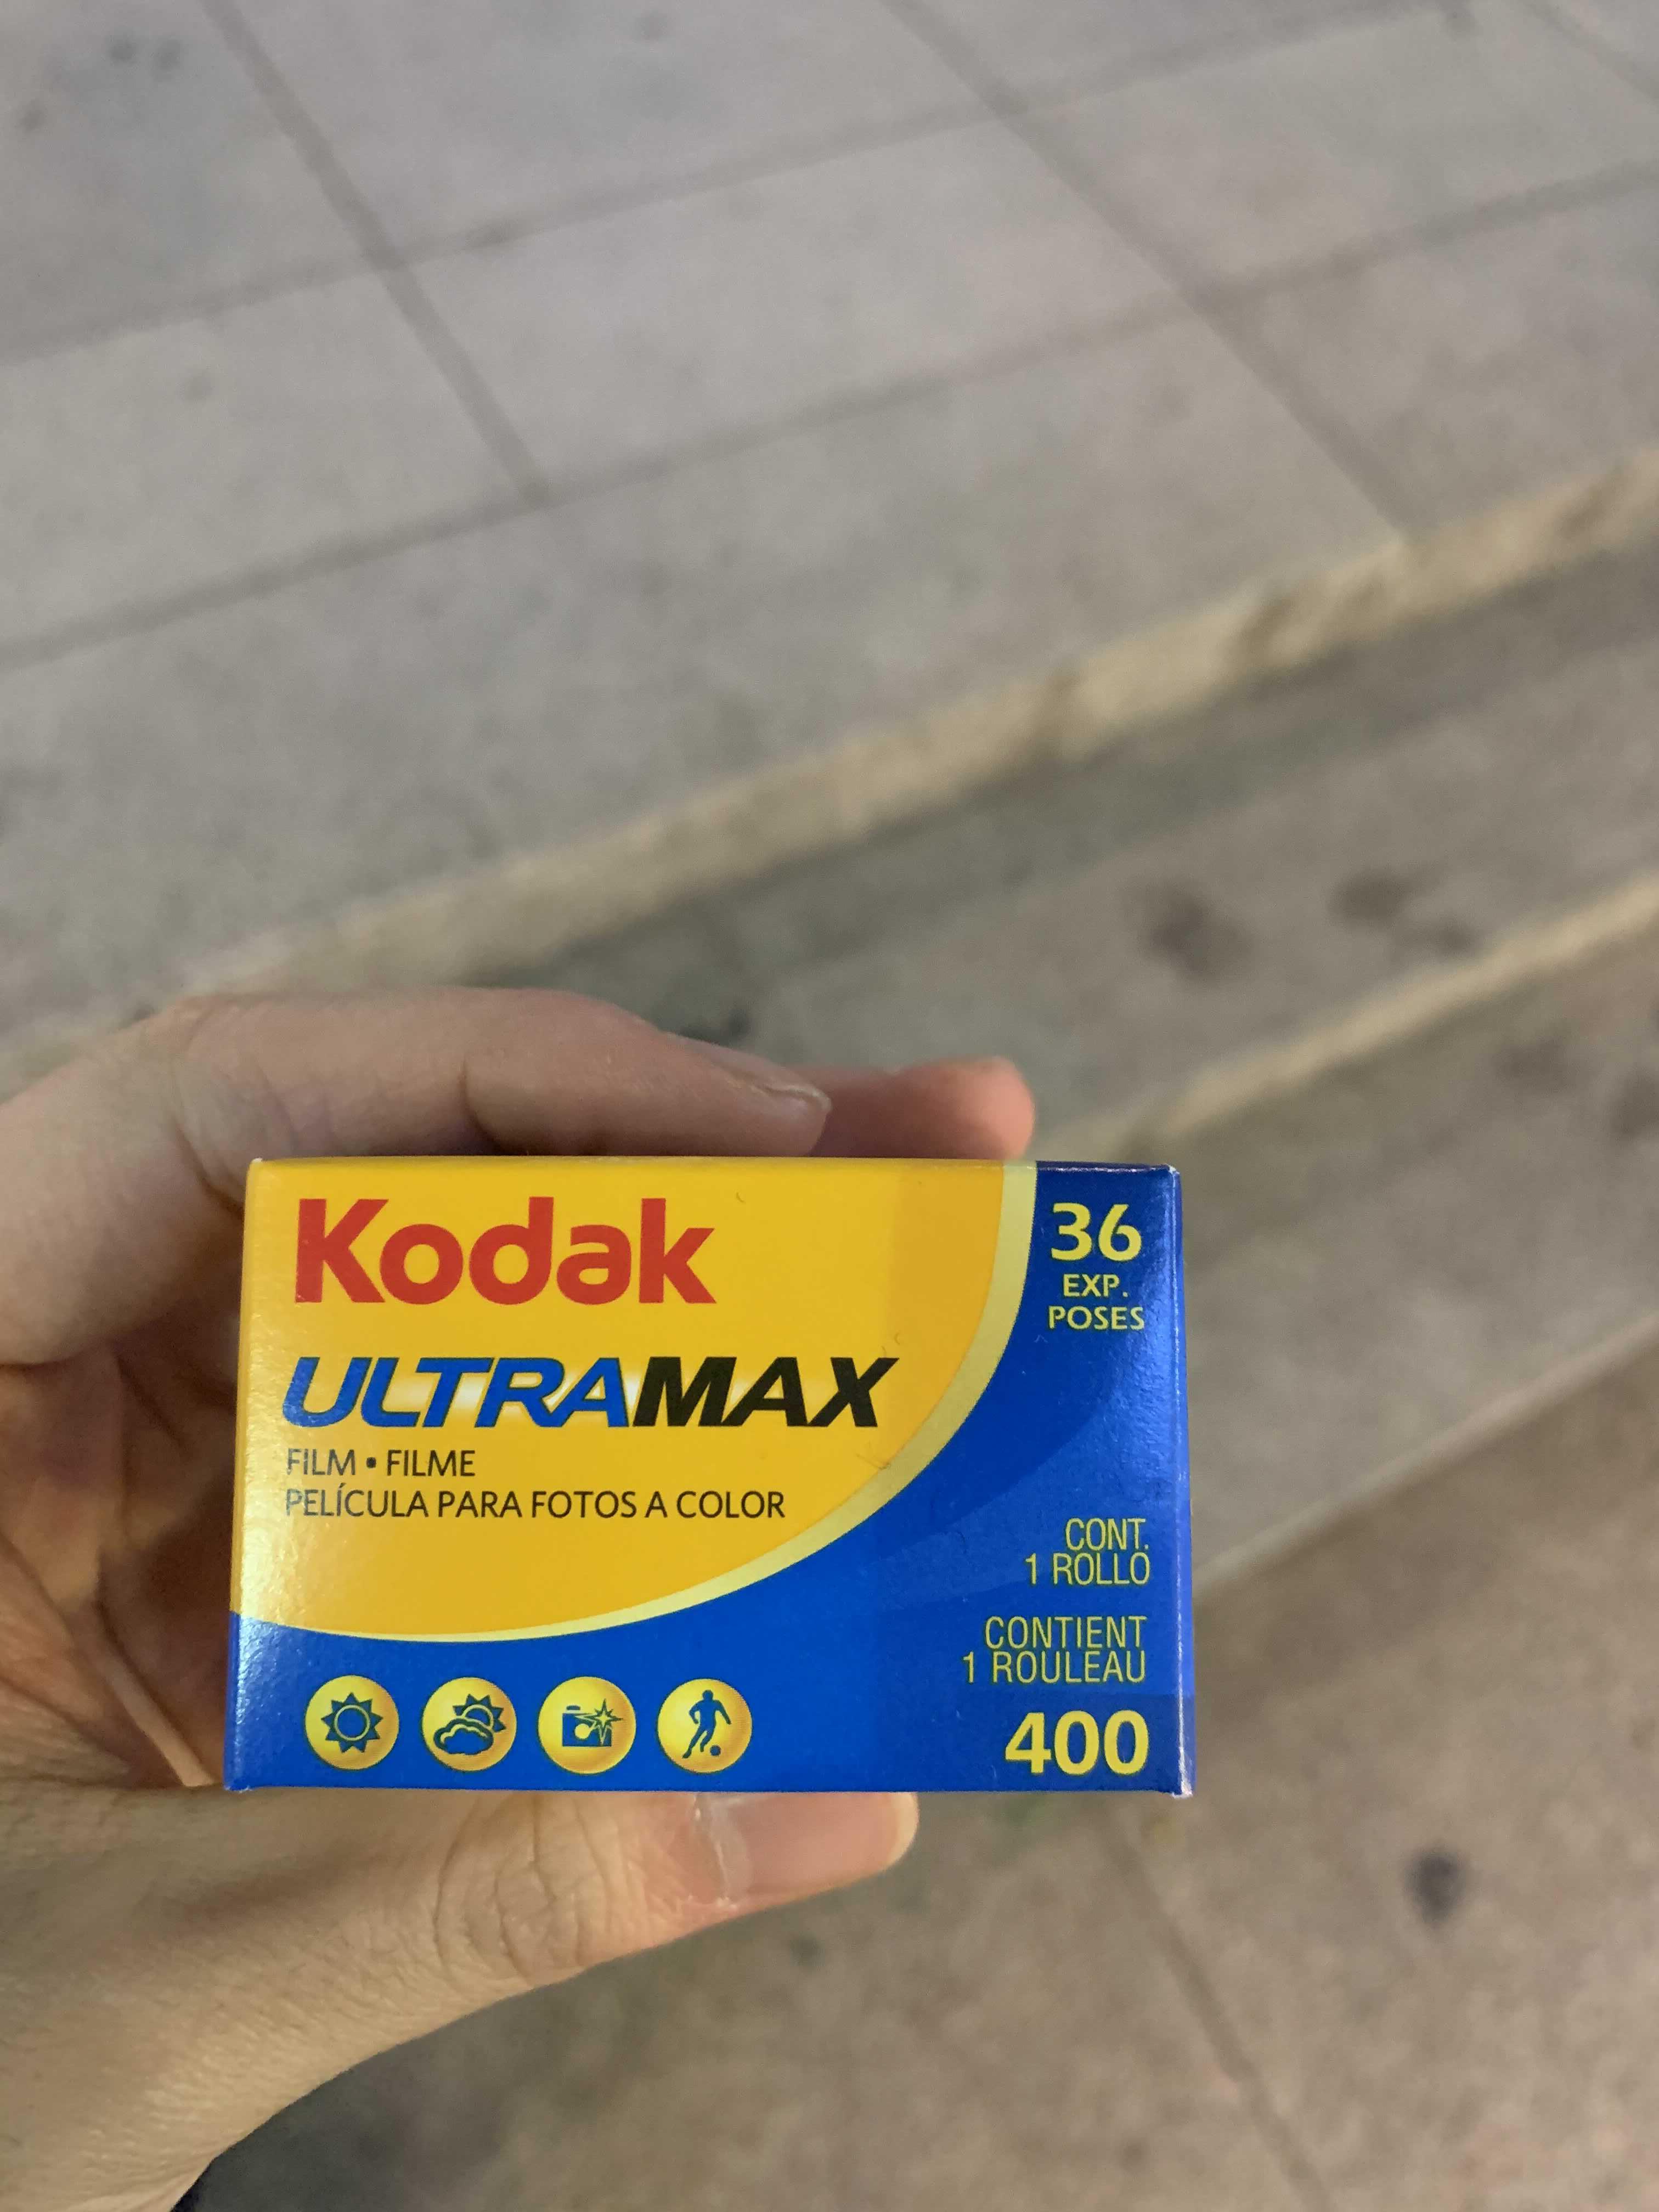 Kodak
ULTRAMAX
FILM • FILME
PELÍCULA PARA FOTOS A COLOR
36
EXP.
POSES
CONT.
1 ROLLO
CONTIENT
1 ROULEAU
400